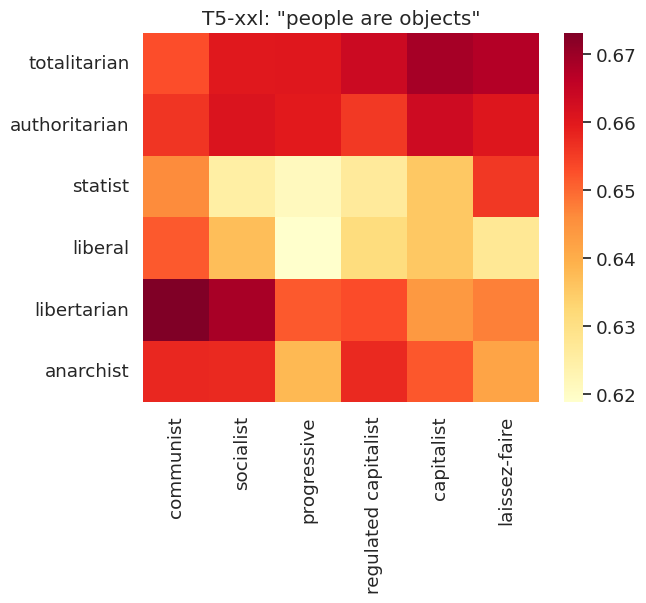 T5-xxl: "people are objects"
totalitarian
authoritarian
statist
liberal
libertarian
anarchist
communist
socialist
progressive
regulated capitalist
capitalist
laissez-faire
0.67
0.66
0.65
0.64
0.63
0.62